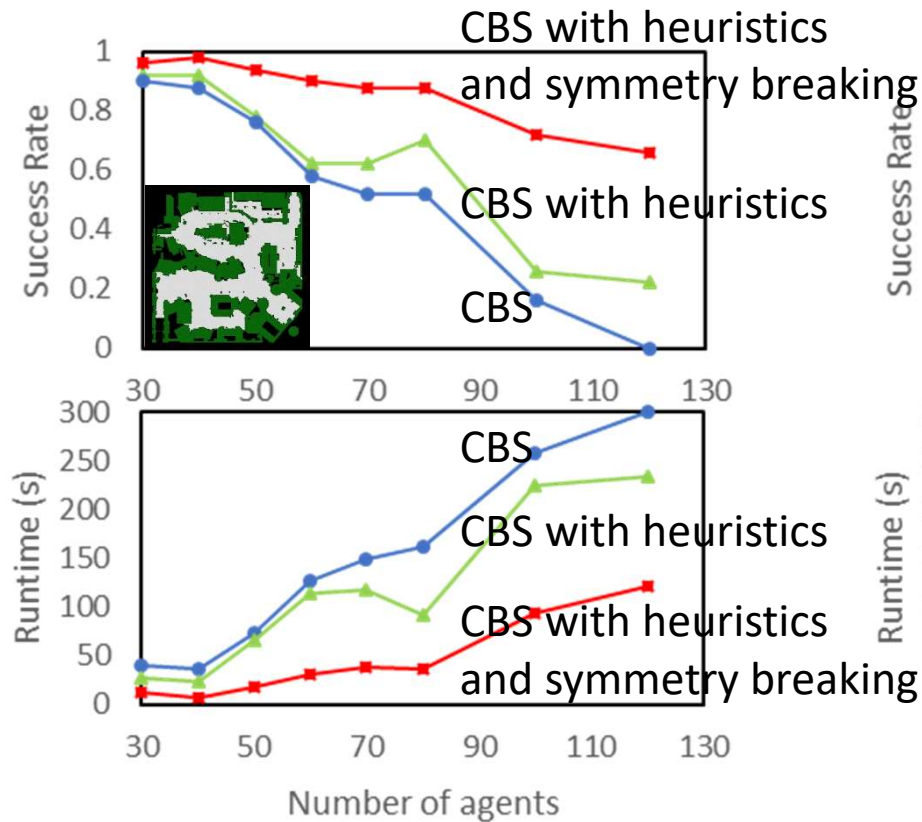 CBS with heuristics
and symmetry breaking
1
0.8
0.6
0.4
0.2
0
Success Rate
Success Rate
CBS with heuristics
CBS
30 50 70 90 110 130
300
250
200
150
100
50
0
Runtime (s)
Runtime (s)
CBS
CBS with heuristics
CBS with heuristics
and symmetry breaking
30 50 70 90 110 130
Number of agents